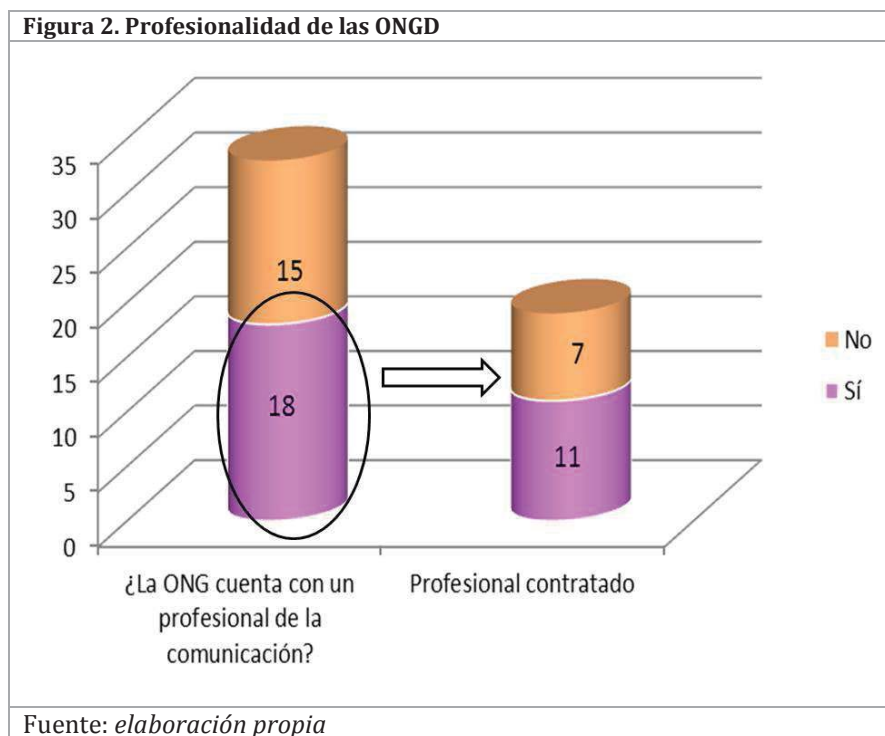 Figura 2. Profesionalidad de las ONGD
35
30
25
20
15
10
5
0
15
18
7
11
No
Sí
¿La ONG cuenta con un
profesional de la
comunicación?
Profesional contratado
Fuente: elaboración propia